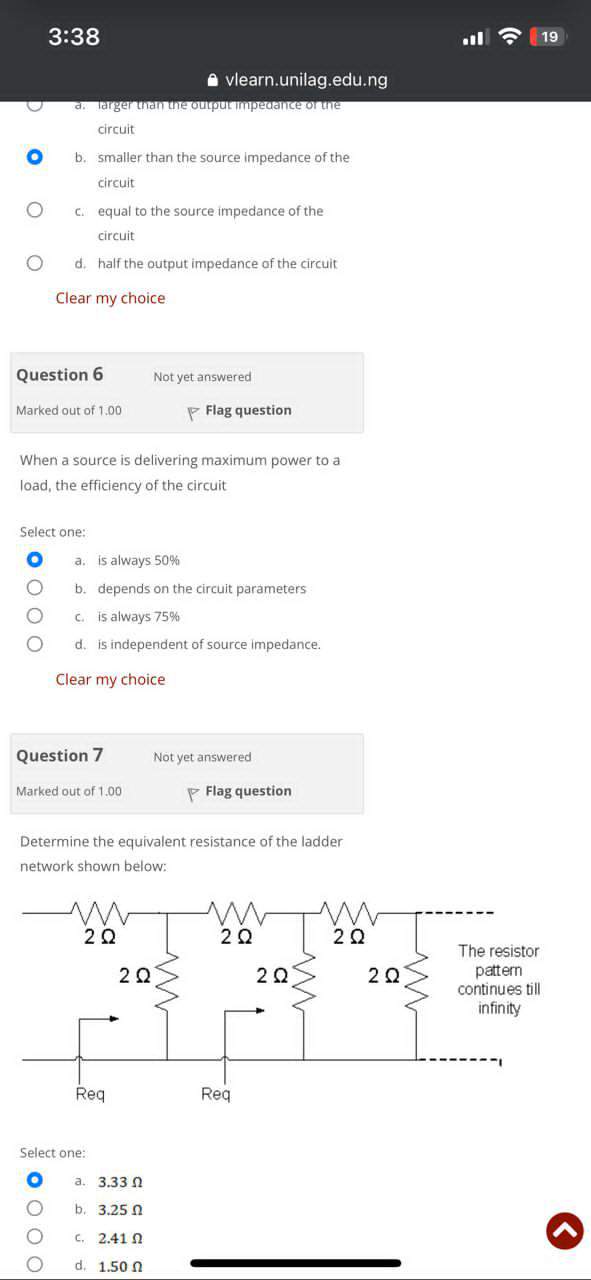 3:38
19
vlearn.unilag.edu.ng
a. larger than the output impedance of the
circuit
b. smaller than the source impedance of the
circuit
c. equal to the source impedance of the
circuit
d. half the output impedance of the circuit
Clear my choice
Question 6 Not yet answered
Marked out of 1.00 Flag question
When a source is delivering maximum power to a
load, the efficiency of the circuit
Select one:
a. is always 50%
b. depends on the circuit parameters
c. is always 75%
d. is independent of source impedance.
Clear my choice
Question 7 Not yet answered
Marked out of 1.00 Flag question
Determine the equivalent resistance of the ladder
network shown below:
2 Ω 2 Ω 2 Ω
2 Ω 2 Ω 2 Ω
The resistor
pattern
continues till
infinity
Req Req
Select one:
a. 3.33 Ω
b. 3.25 Ω
c. 2.41 Ω
d. 1.50 Ω